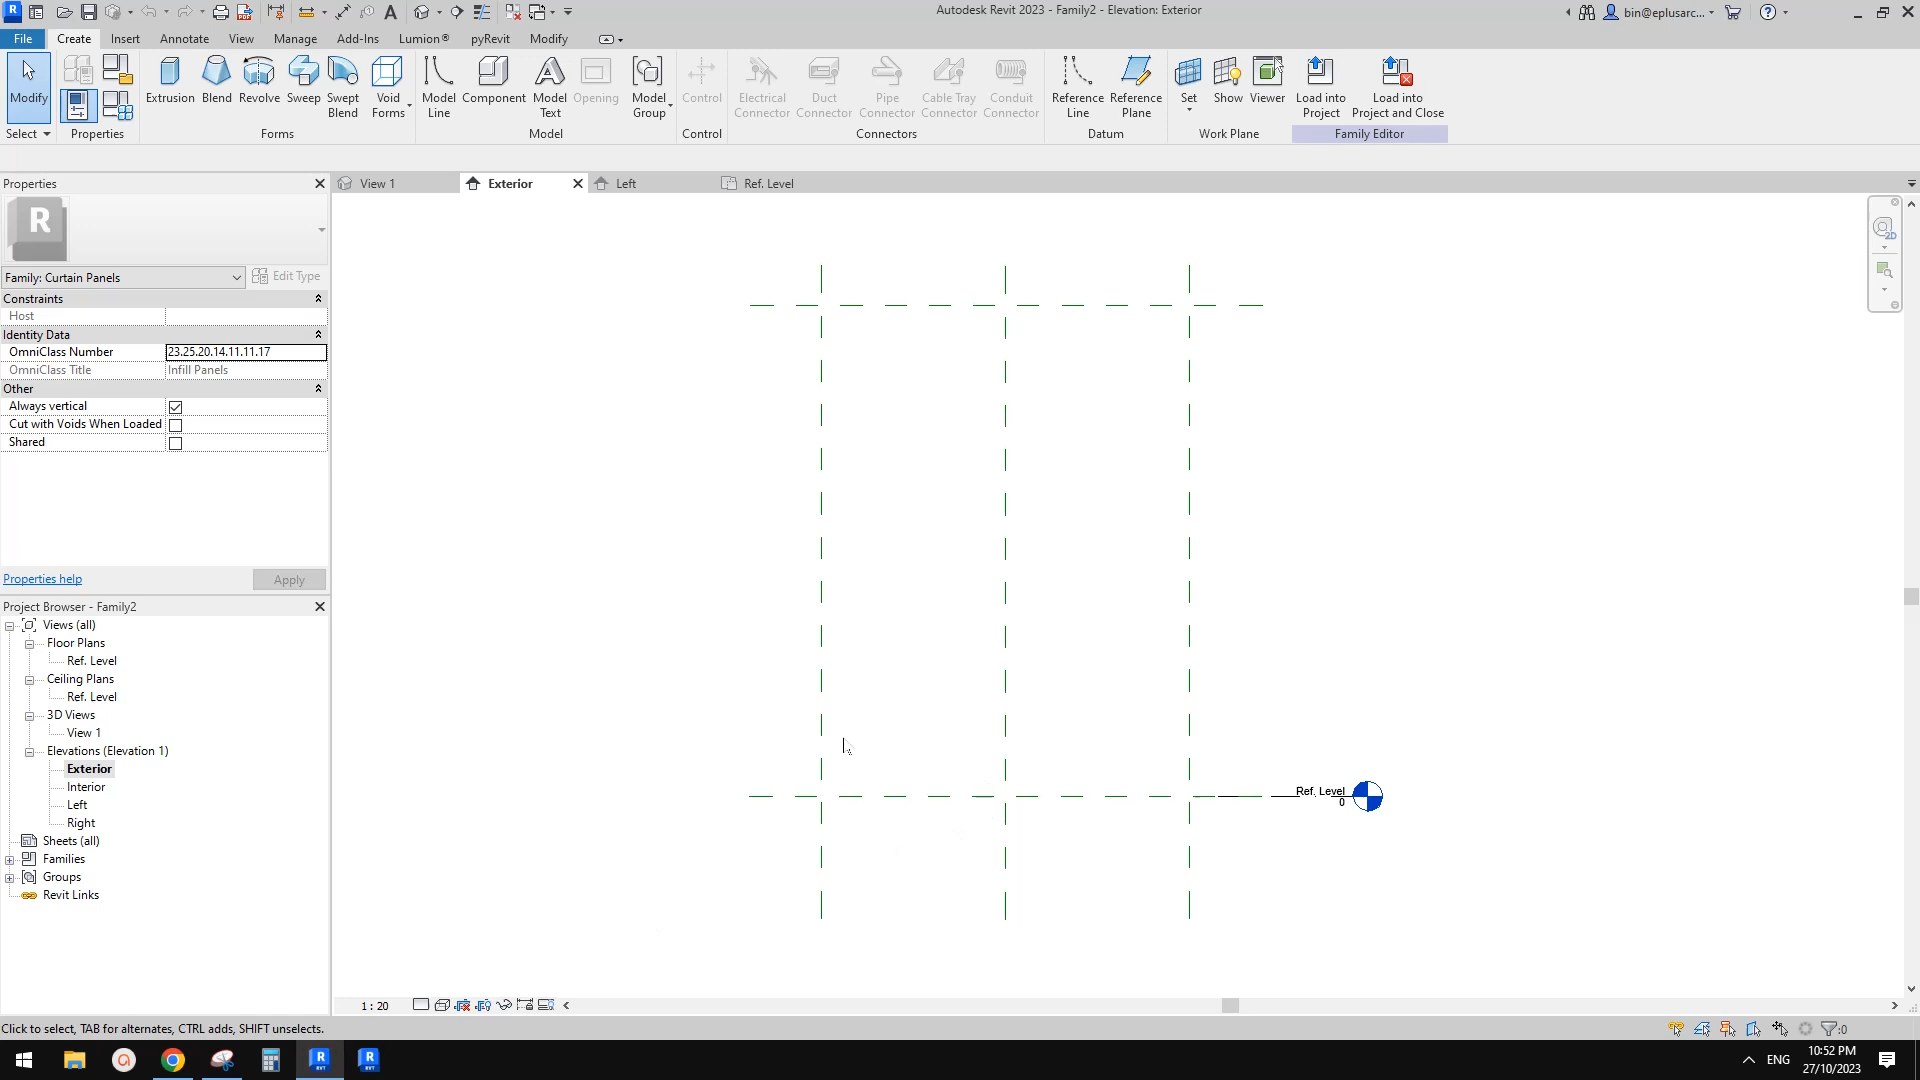 Autodesk Revit 2023 - Family2 - Elevation: Exterior
bin@eplusarc...
File Create Insert Annotate View Manage Add-Ins Lumion® pyRevit Modify
Modify
Extrusion Blend Revolve Sweep Swept Blend Void Forms
Model Line Component Model Text Opening Model Group
Control
Electrical Connector Duct Connector Pipe Connector Cable Tray Connector Conduit Connector
Reference Line Reference Plane
Set Show Viewer
Load into Project Load into Project and Close
Select Properties Forms Model Control Connectors Datum Work Plane Family Editor
Properties
View 1 Exterior Left Ref. Level
R
Family: Curtain Panels Edit Type
Constraints
Host
Identity Data
OmniClass Number 23.25.20.14.11.11.17
OmniClass Title Infill Panels
Other
Always vertical
Cut with Voids When Loaded
Shared
Properties help Apply
Project Browser - Family2
Views (all)
Floor Plans
Ref. Level
Ceiling Plans
Ref. Level
3D Views
View 1
Elevations (Elevation 1)
Exterior
Interior
Left
Right
Sheets (all)
Families
Groups
Revit Links
Ref. Level
0
1 : 20
Click to select, TAB for alternates, CTRL adds, SHIFT unselects.
:0
ENG
10:52 PM
27/10/2023